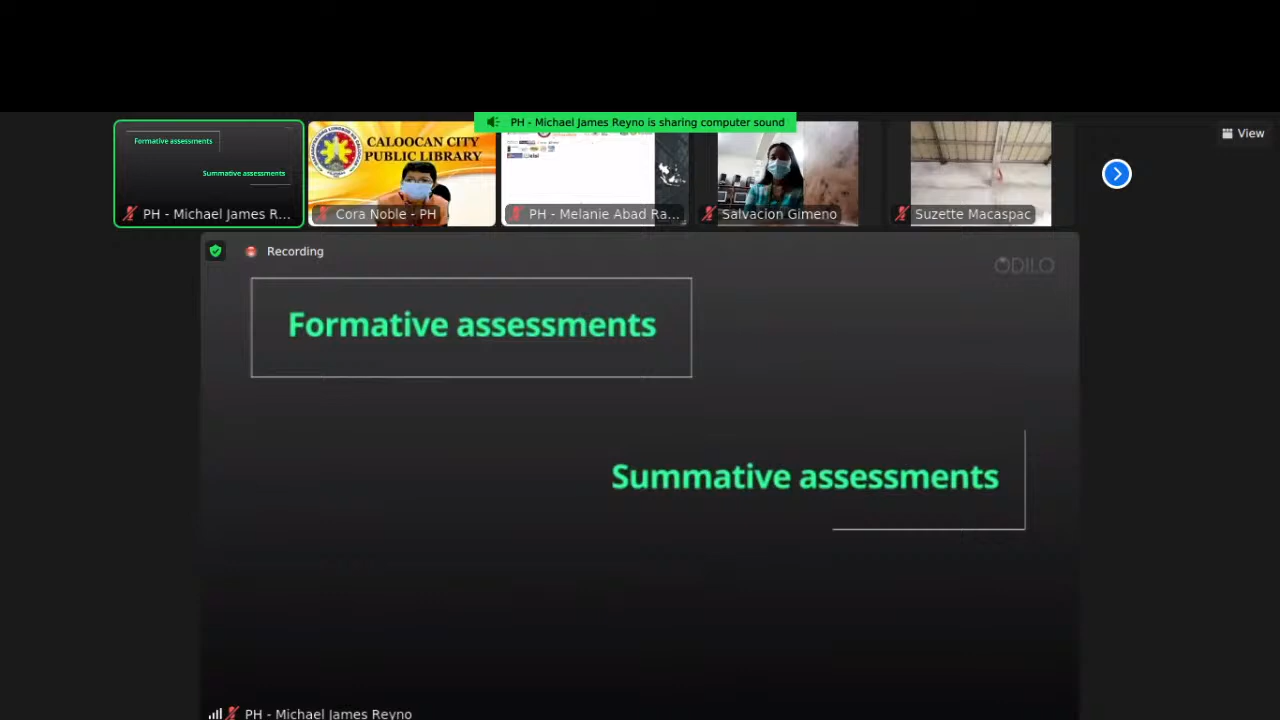 PH - Michael James Reyno is sharing computer sound
View
Formative assessments
Summative assessments
PH - Michael James R...
CALOOCAN CITY
PUBLIC LIBRARY
Cora Noble - PH
PH - Melanie Abad Ra...
Salvacion Gimeno
Suzette Macaspac
Recording
ODILO
Formative assessments
Summative assessments
PH - Michael James Reyno